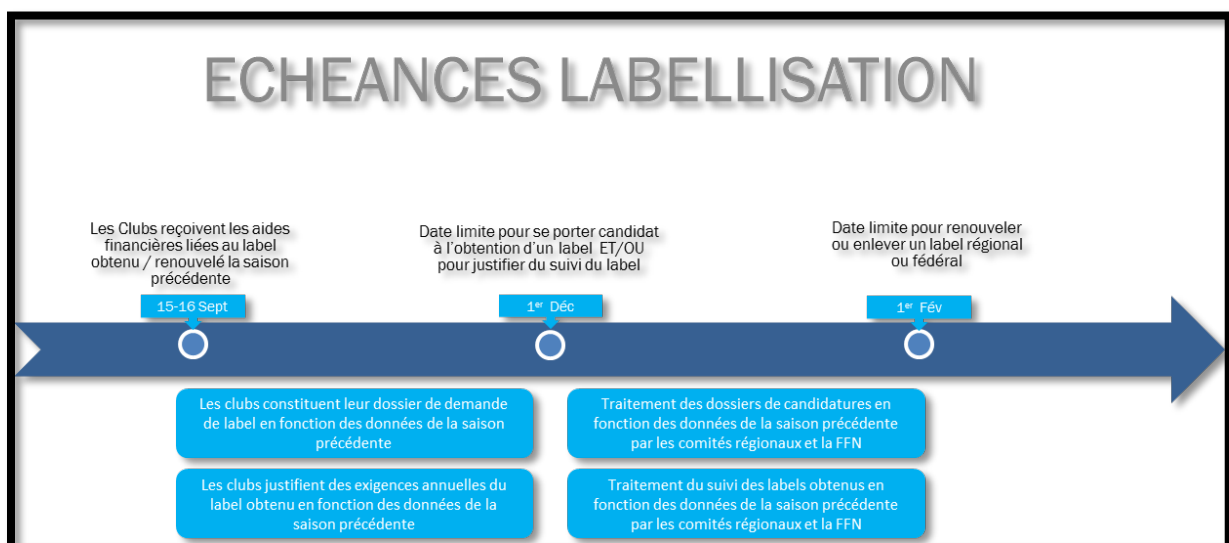 ECHEANCES LABELLISATION
Les Clubs reçoivent les aides
financières liées au label
obtenu / renouvelé la saison
précédente
15-16 Sept
Date limite pour se porter candidat
à l'obtention d'un label ET/OU
pour justifier du suivi du label
1er Déc
Date limite pour renouveler
ou enlever un label régional
ou fédéral
1er Fév
Les clubs constituent leur dossier de demande
de label en fonction des données de la saison
précédente
Traitement des dossiers de candidatures en
fonction des données de la saison précédente
par les comités régionaux et la FFN
Les clubs justifient des exigences annuelles du
label obtenu en fonction des données de la
saison précédente
Traitement du suivi des labels obtenus en
fonction des données de la saison précédente
par les comités régionaux et la FFN